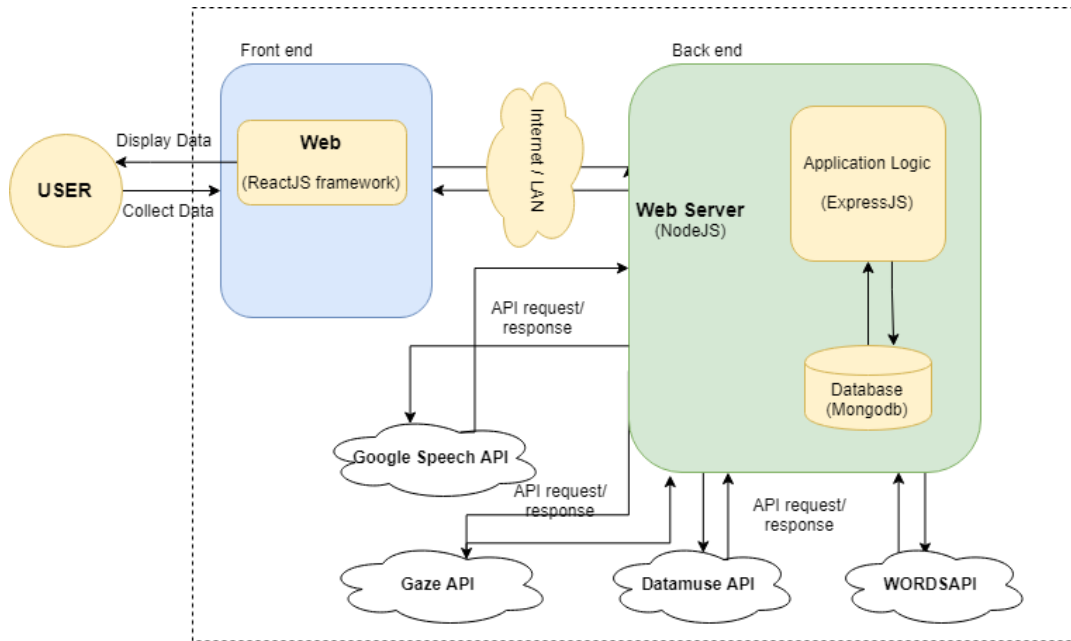 Front end
Back end
Web
(ReactJS framework)
Internet / LAN
Application Logic
(ExpressJS)
Display Data
USER
Collect Data
Web Server
(NodeJS)
API request/
response
Database
(Mongodb)
Google Speech API
API request/
response
API request/
response
Gaze API
Datamuse API
WORDSAPI